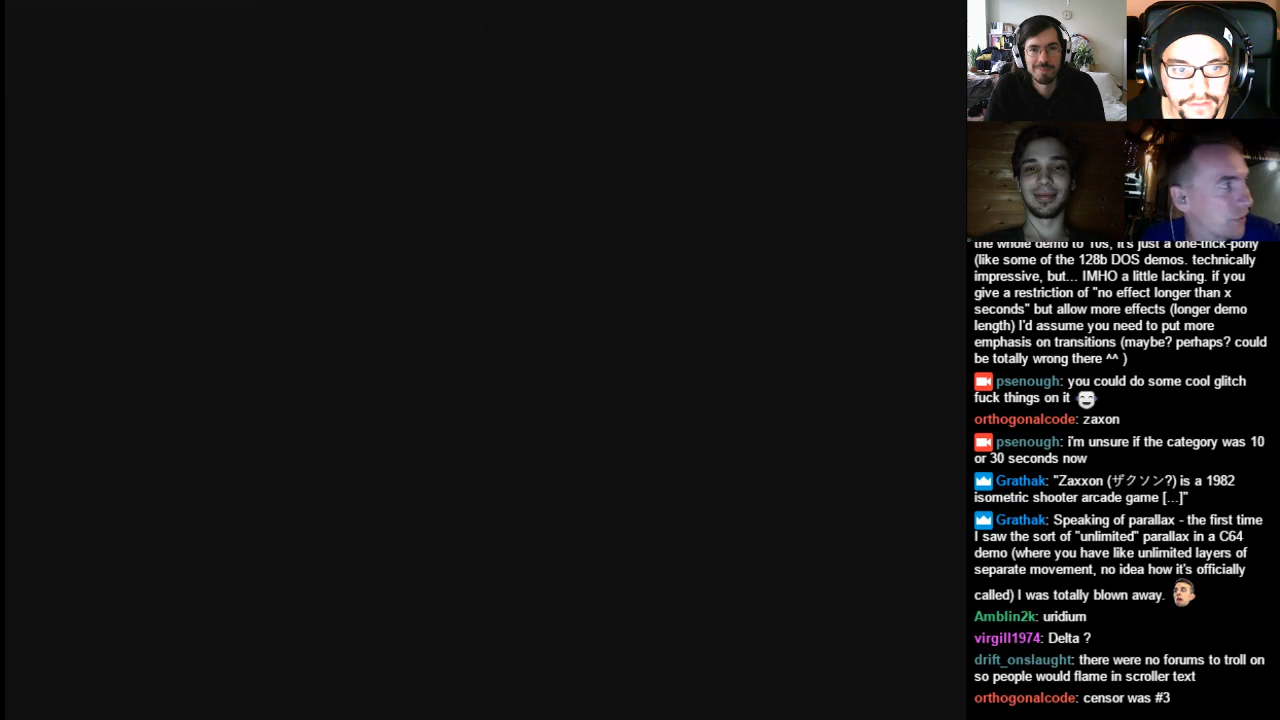 the whole demo to 10s, it's just a one-trick-pony
(like some of the 128b DOS demos. technically
impressive, but... IMHO a little lacking. if you
give a restriction of "no effect longer than x
seconds" but allow more effects (longer demo
length) I'd assume you need to put more
emphasis on transitions (maybe? perhaps? could
be totally wrong there ^^ )
psenough: you could do some cool glitch
fuck things on it
orthogonalcode: zaxon
psenough: i'm unsure if the category was 10
or 30 seconds now
Grathak: "Zaxxon (ザクソン?) is a 1982
isometric shooter arcade game [...]"
Grathak: Speaking of parallax - the first time
I saw the sort of "unlimited" parallax in a C64
demo (where you have like unlimited layers of
separate movement, no idea how it's officially
called) I was totally blown away.
Amblin2k: uridium
virgill1974: Delta ?
drift_onslaught: there were no forums to troll on
so people would flame in scroller text
orthogonalcode: censor was #3